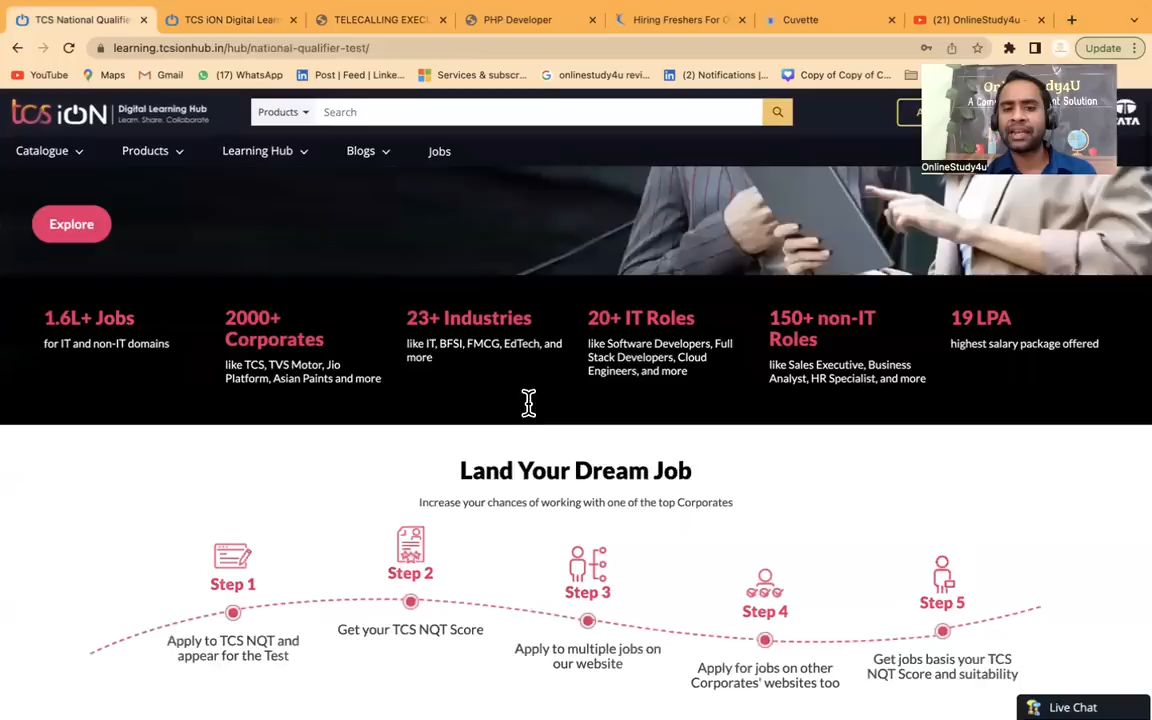 TCS National Qualifie
TCS iON Digital Learn
TELECALLING EXEC
PHP Developer
Hiring Freshers For
Cuvette
(21) OnlineStudy4u -
learning.tcsionhub.in/hub/national-qualifier-test/
Update
YouTube
Maps
Gmail
(17) WhatsApp
Post | Feed | Linke...
Services & subscr...
onlinestudy4u revi...
(2) Notifications |...
Copy of Copy of C...
tcs iON
Digital Learning Hub
Learn. Share. Collaborate
Products
Search
TATA
OnlineStudy4u
Catalogue
Products
Learning Hub
Blogs
Jobs
Explore
1.6L+ Jobs
for IT and non-IT domains
2000+
Corporates
like TCS, TVS Motor, Jio
Platform, Asian Paints and more
23+ Industries
like IT, BFSI, FMCG, EdTech, and
more
20+ IT Roles
like Software Developers, Full
Stack Developers, Cloud
Engineers, and more
150+ non-IT
Roles
like Sales Executive, Business
Analyst, HR Specialist, and more
19 LPA
highest salary package offered
Land Your Dream Job
Increase your chances of working with one of the top Corporates
Step 1
Apply to TCS NQT and
appear for the Test
Step 2
Get your TCS NQT Score
Step 3
Apply to multiple jobs on
our website
Step 4
Apply for jobs on other
Corporates' websites too
Step 5
Get jobs basis your TCS
NQT Score and suitability
Live Chat